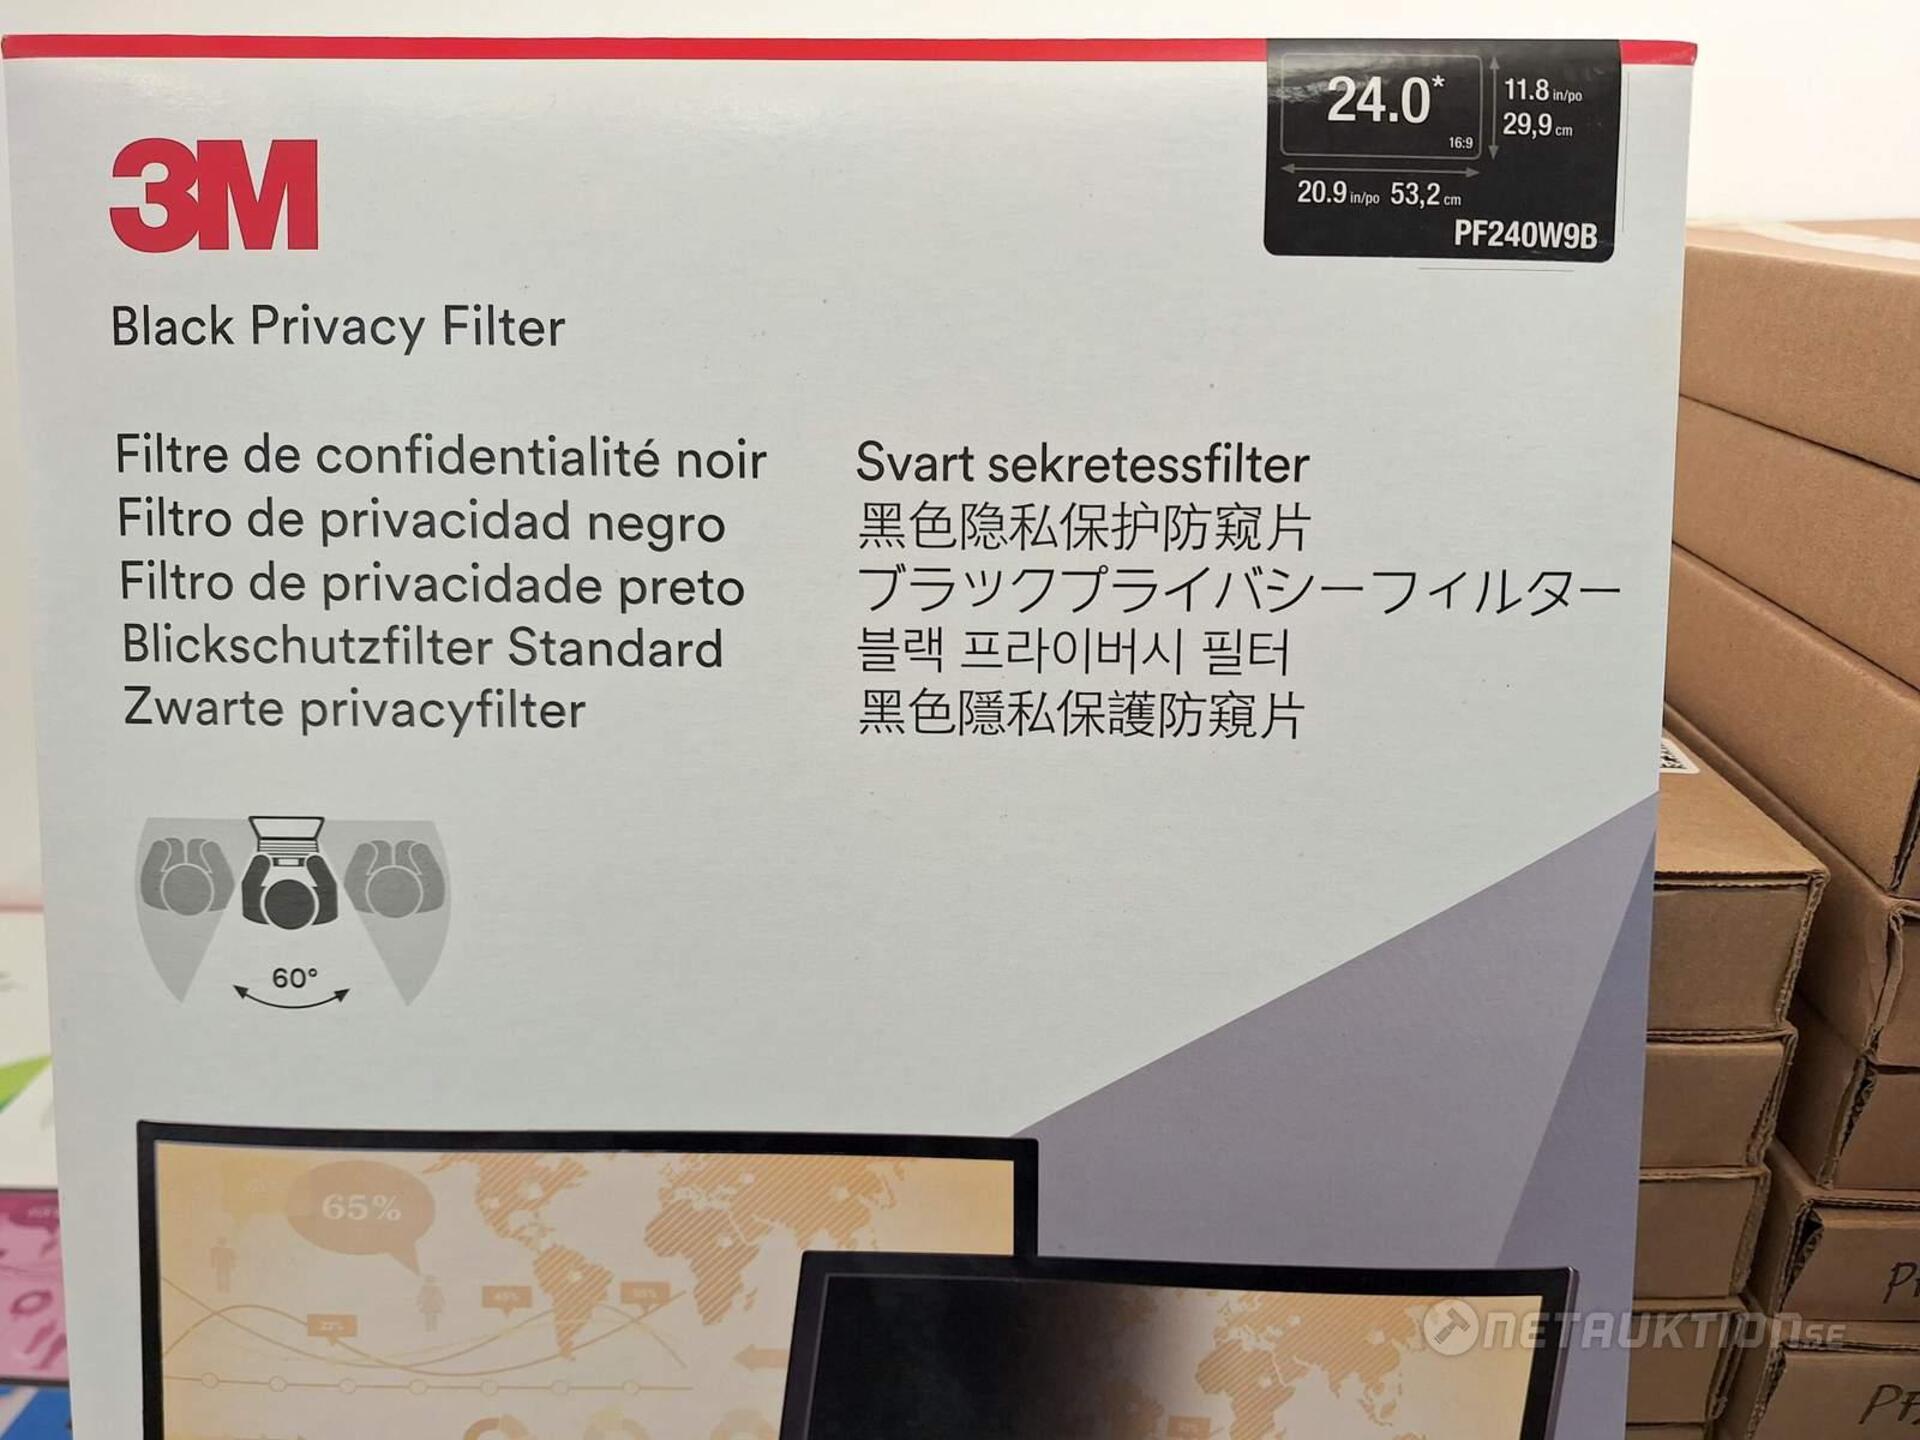 3M
24.0*
16:9
11.8 in/po
29,9 cm
20.9 in/po 53,2 cm
PF240W9B
Black Privacy Filter
Filtre de confidentialité noir
Filtro de privacidad negro
Filtro de privacidade preto
Blickschutzfilter Standard
Zwarte privacyfilter
Svart sekretessfilter
黑色隐私保护防窥片
ブラックプライバシーフィルター
블랙 프라이버시 필터
黑色隱私保護防窺片
60°
65%
NETAUKTION.SE